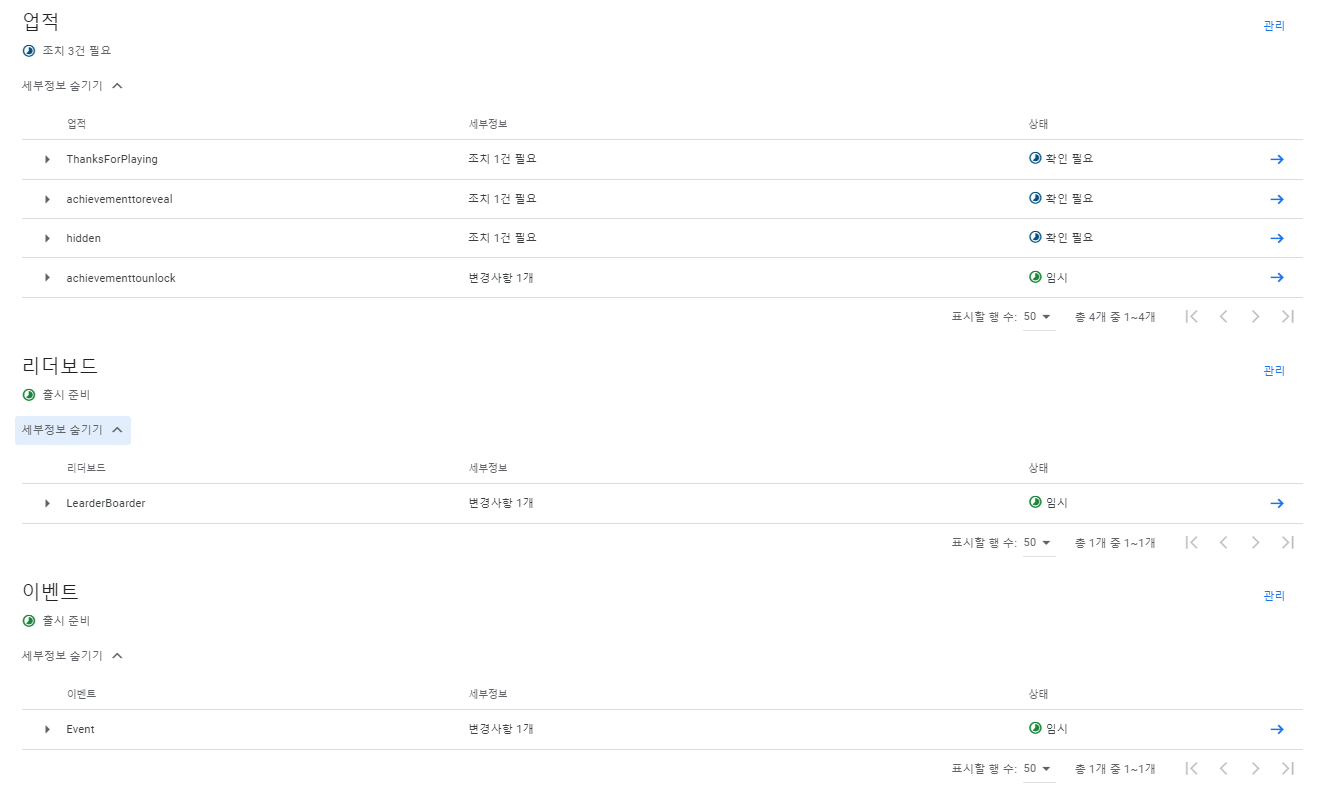 업적
관리
조치 3건 필요
세부정보 숨기기
업적 세부정보 상태
ThanksForPlaying 조치 1건 필요 확인 필요
achievementtoreveal 조치 1건 필요 확인 필요
hidden 조치 1건 필요 확인 필요
achievementtounlock 변경사항 1개 임시
표시할 행 수: 50 총 4개 중 1~4개
리더보드
관리
출시 준비
세부정보 숨기기
리더보드 세부정보 상태
LearderBoarder 변경사항 1개 임시
표시할 행 수: 50 총 1개 중 1~1개
이벤트
관리
출시 준비
세부정보 숨기기
이벤트 세부정보 상태
Event 변경사항 1개 임시
표시할 행 수: 50 총 1개 중 1~1개